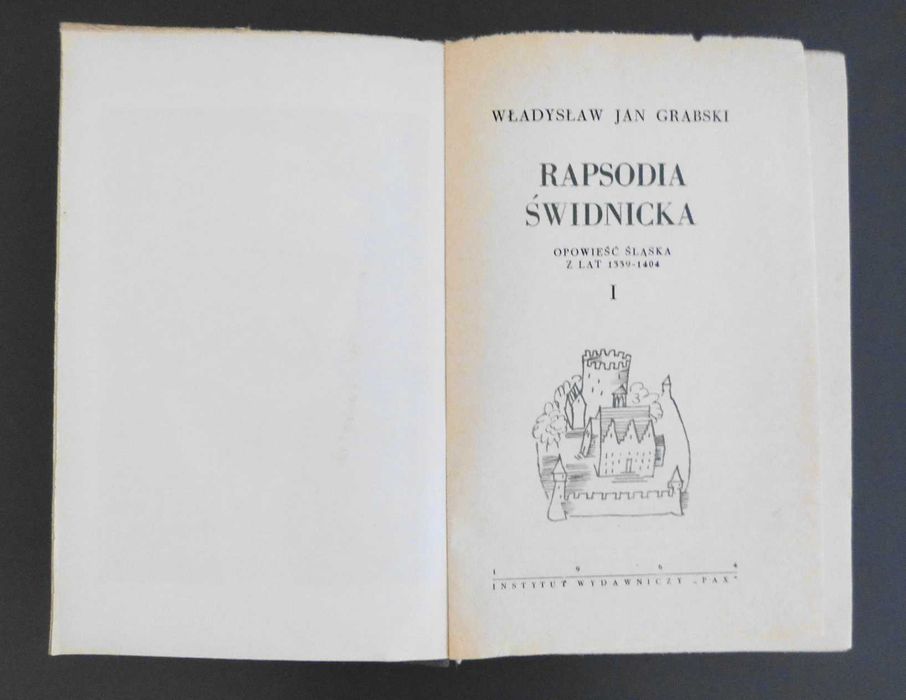 WŁADYSŁAW JAN GRABSKI
RAPSODIA
ŚWIDNICKA
OPOWIEŚĆ ŚLĄSKA
Z LAT 1339-1404
I
1 9 6 4
INSTYTUT WYDAWNICZY „PAX"